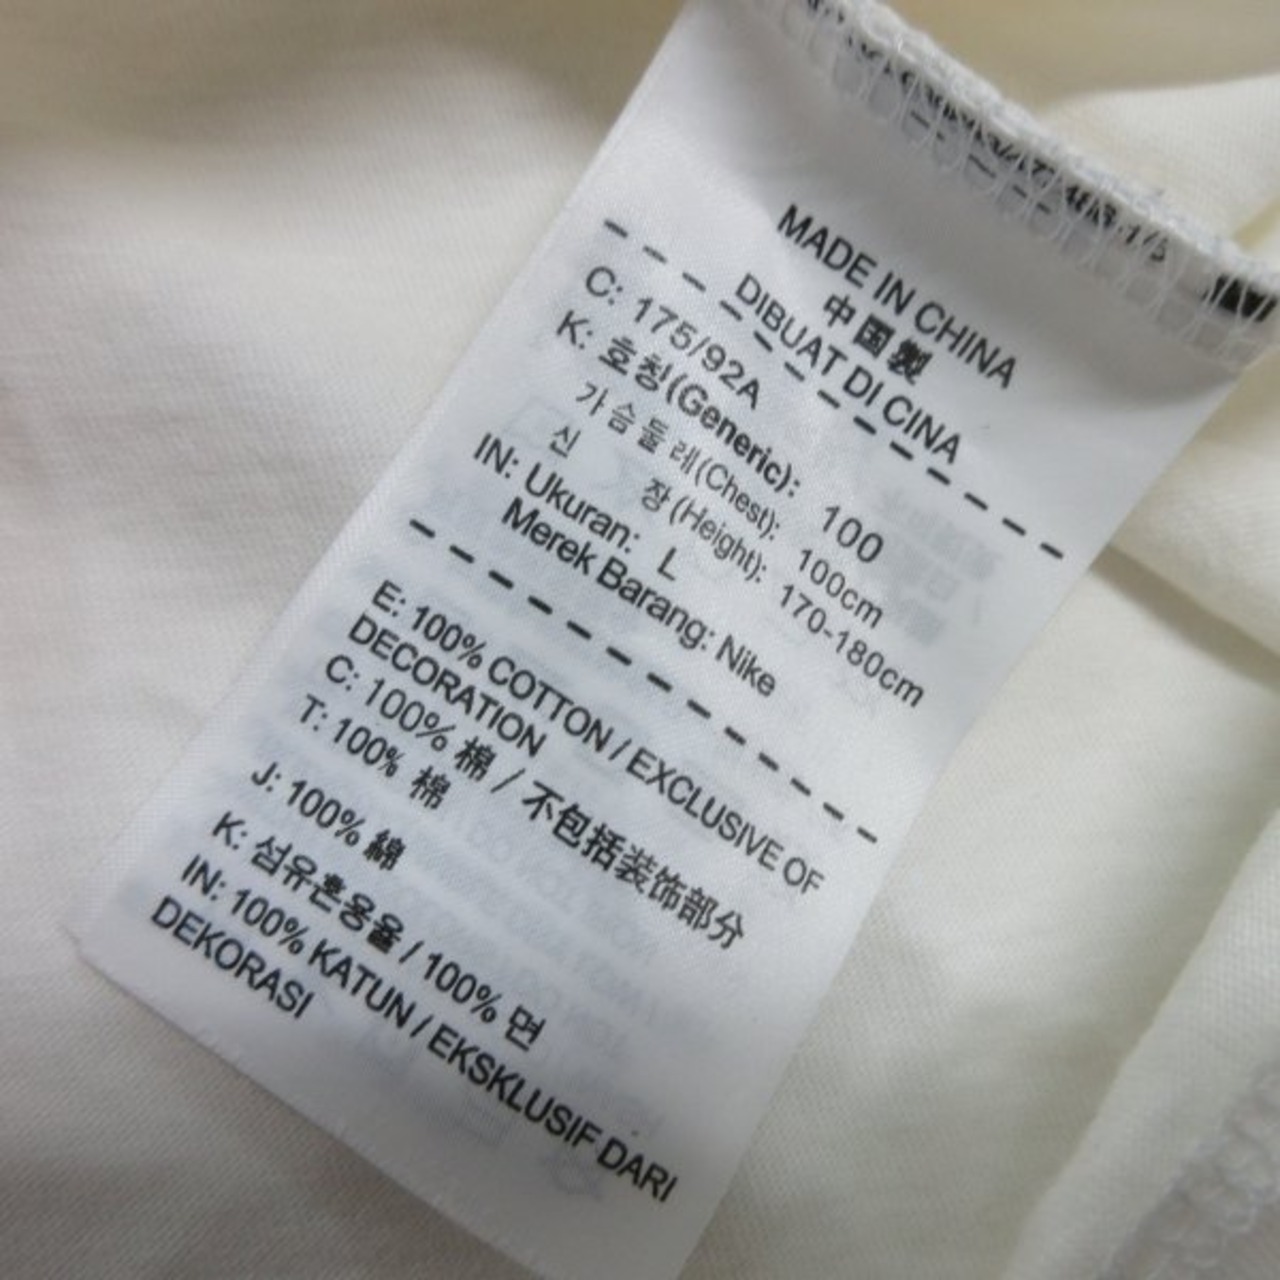 MADE IN CHINA
中国製
DIBUAT DI CINA
C: 175/92A
K: 호칭(Generic): 100
가슴둘레(Chest): 100cm
신 장(Height): 170-180cm
IN: Ukuran: L
Merek Barang: Nike
E: 100% COTTON / EXCLUSIVE OF
DECORATION
C: 100% 棉 / 不包括装饰部分
T: 100% 棉
J: 100% 綿
K: 섬유혼용율 / 100% 면
IN: 100% KATUN / EKSKLUSIF DARI
DEKORASI